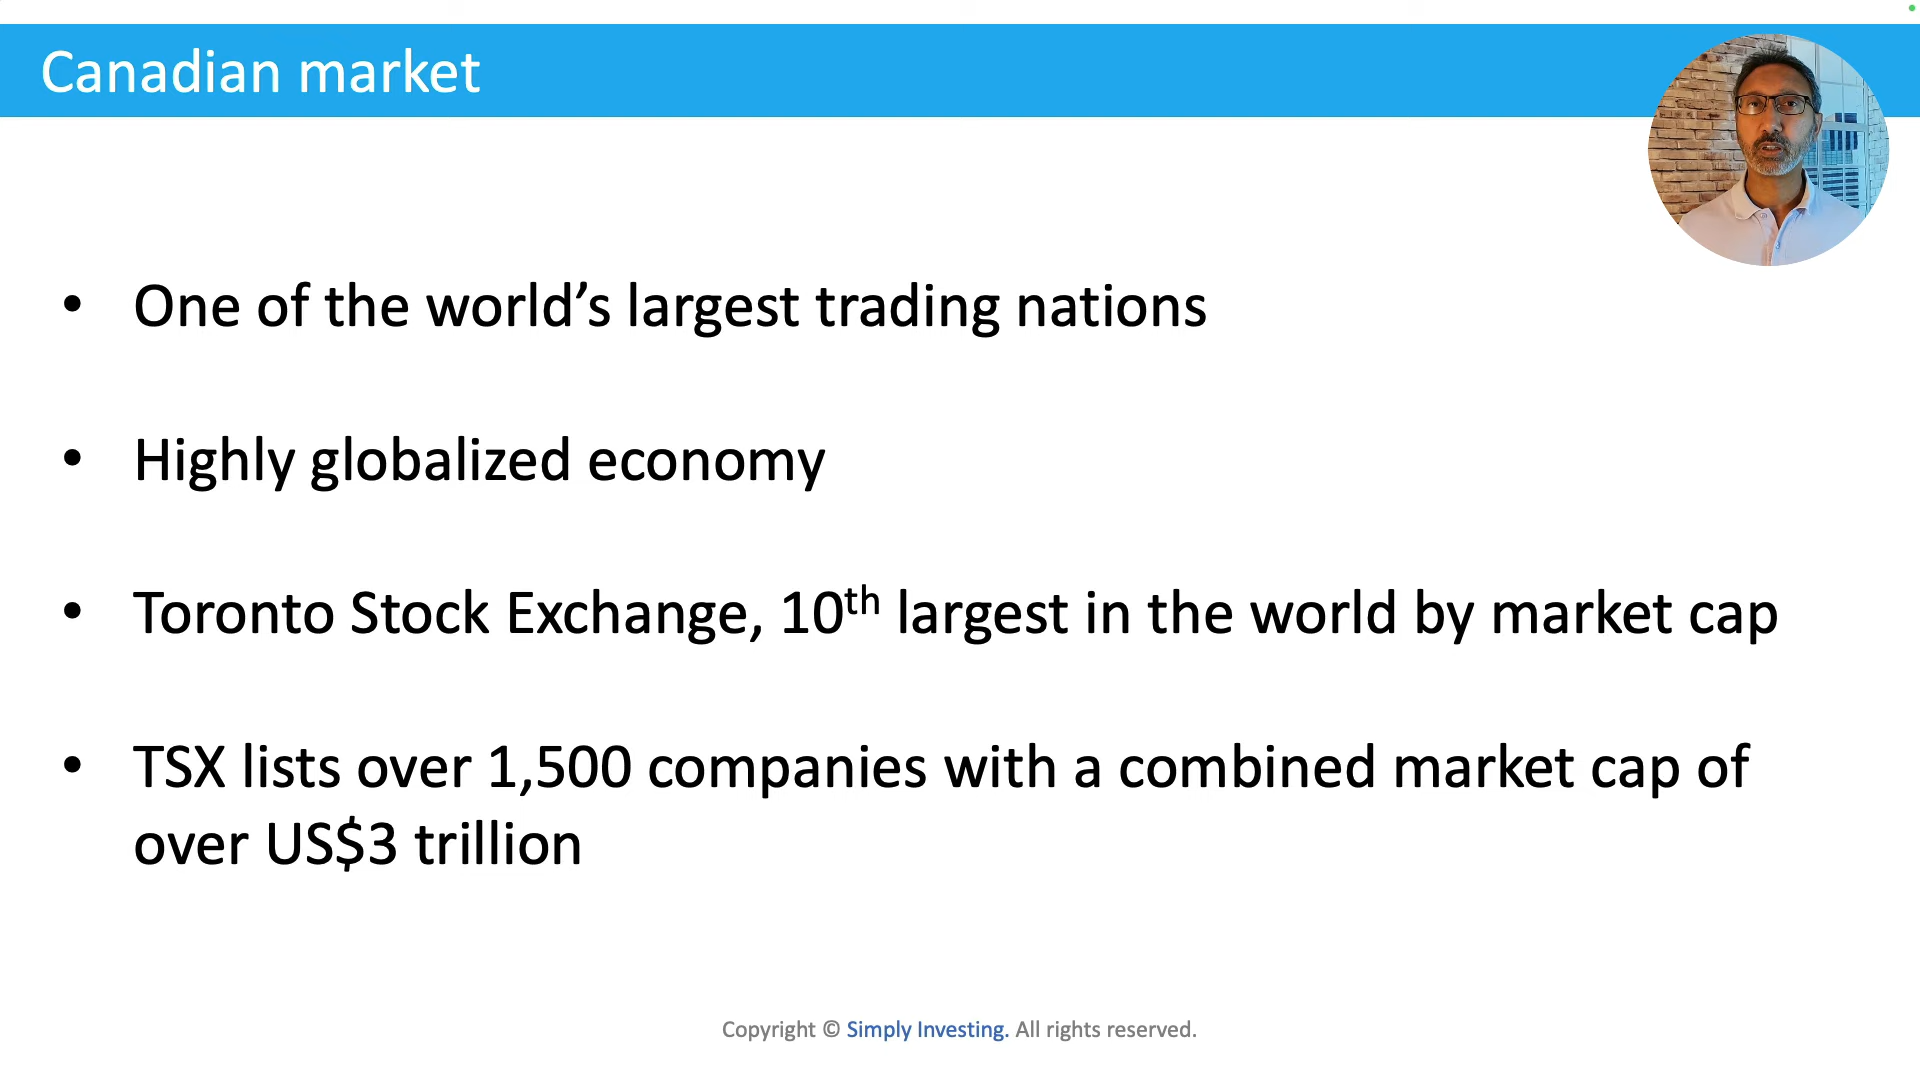 Canadian market
• One of the world’s largest trading nations
• Highly globalized economy
• Toronto Stock Exchange, 10th largest in the world by market cap
• TSX lists over 1,500 companies with a combined market cap of
over US$3 trillion
Copyright © Simply Investing. All rights reserved.